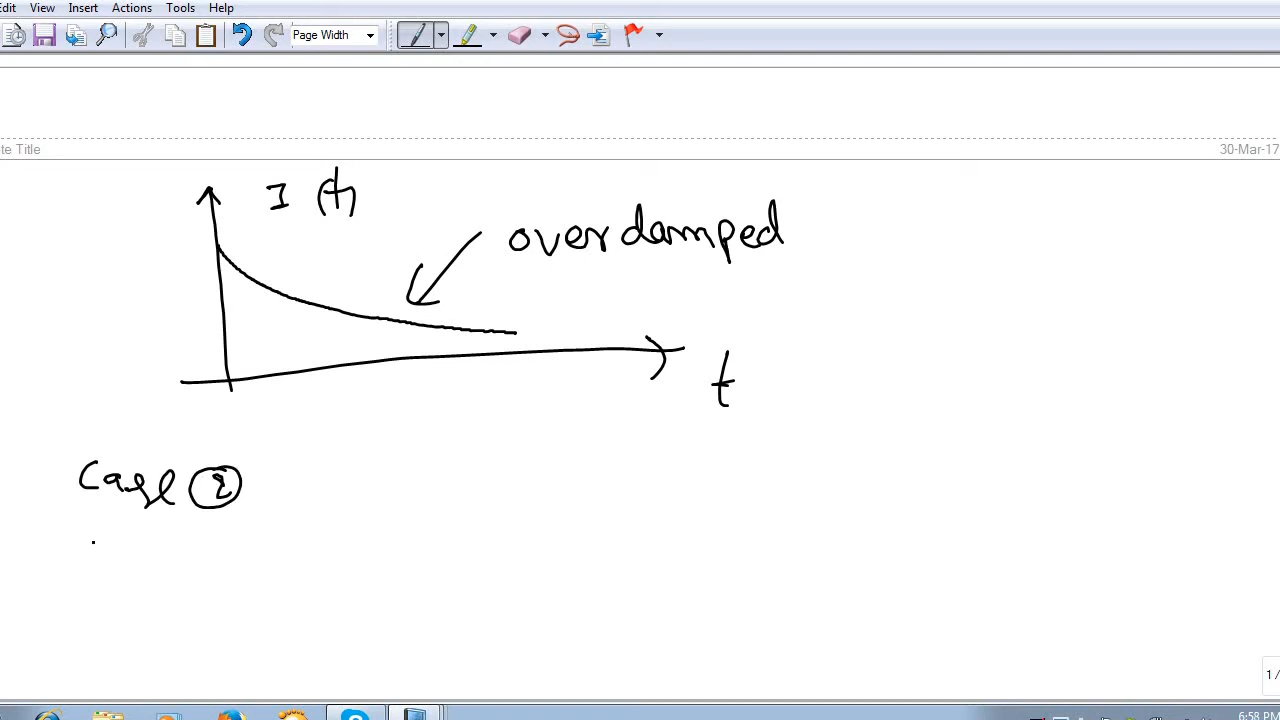 Edit View Insert Actions Tools Help
Page Width
te Title
30-Mar-17
I (t)
overdamped
t
Case 2
1/
6:58 PM